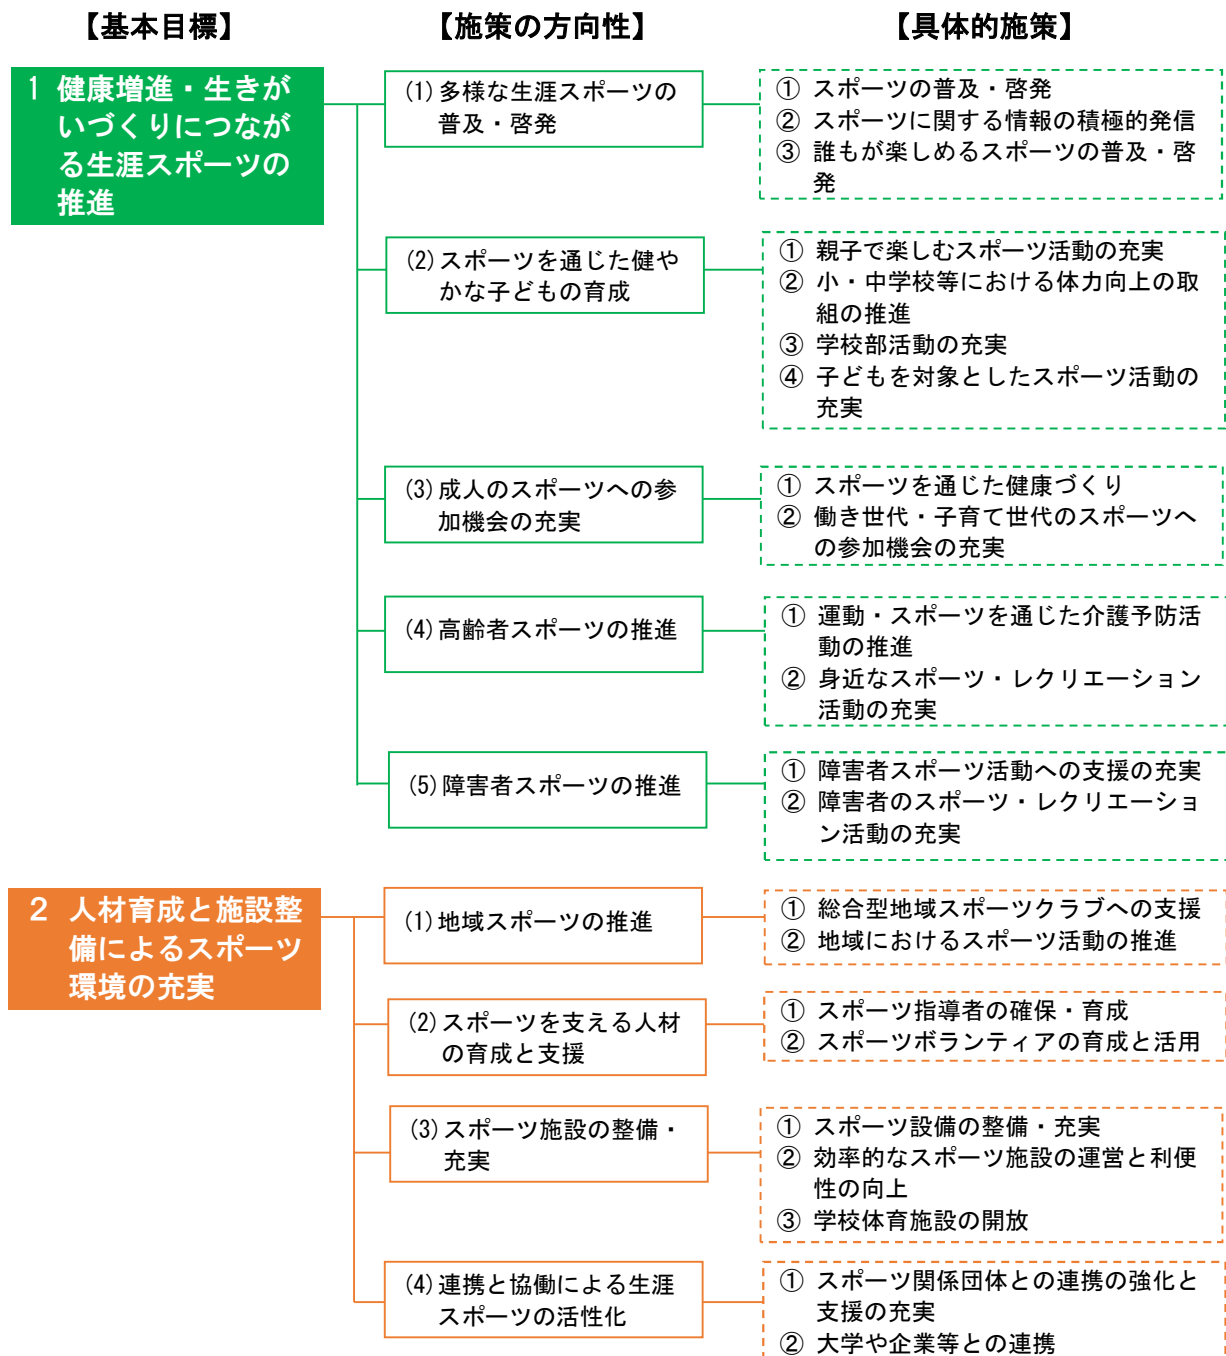 【基本目標】
【施策の方向性】
【具体的施策】
1 健康増進・生きが
いづくりにつなが
る生涯スポーツの
推進
(1) 多様な生涯スポーツの
普及・啓発
① スポーツの普及・啓発
② スポーツに関する情報の積極的発信
③ 誰もが楽しめるスポーツの普及・啓
発
(2) スポーツを通じた健や
かな子どもの育成
① 親子で楽しむスポーツ活動の充実
② 小・中学校等における体力向上の取
組の推進
③ 学校部活動の充実
④ 子どもを対象としたスポーツ活動の
充実
(3) 成人のスポーツへの参
加機会の充実
① スポーツを通じた健康づくり
② 働き世代・子育て世代のスポーツへ
の参加機会の充実
(4) 高齢者スポーツの推進
① 運動・スポーツを通じた介護予防活
動の推進
② 身近なスポーツ・レクリエーション
活動の充実
(5) 障害者スポーツの推進
① 障害者スポーツ活動への支援の充実
② 障害者のスポーツ・レクリエーショ
ン活動の充実
2 人材育成と施設整
備によるスポーツ
環境の充実
(1) 地域スポーツの推進
① 総合型地域スポーツクラブへの支援
② 地域におけるスポーツ活動の推進
(2) スポーツを支える人材
の育成と支援
① スポーツ指導者の確保・育成
② スポーツボランティアの育成と活用
(3) スポーツ施設の整備・
充実
① スポーツ設備の整備・充実
② 効率的なスポーツ施設の運営と利便
性の向上
③ 学校体育施設の開放
(4) 連携と協働による生涯
スポーツの活性化
① スポーツ関係団体との連携の強化と
支援の充実
② 大学や企業等との連携